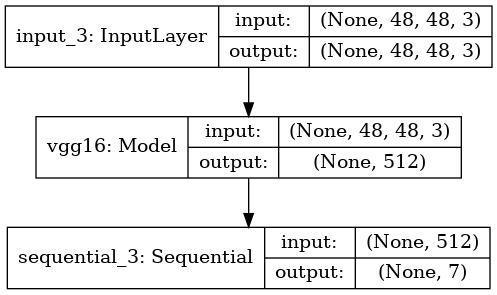 input_3: InputLayer
input: (None, 48, 48, 3)
output: (None, 48, 48, 3)
vgg16: Model
input: (None, 48, 48, 3)
output: (None, 512)
sequential_3: Sequential
input: (None, 512)
output: (None, 7)